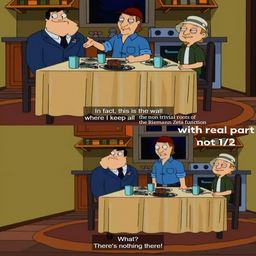 In fact, this is the wall
where I keep all the non trivial roots of
the Riemann Zeta function
with real part
not 1/2
What?
There's nothing there!